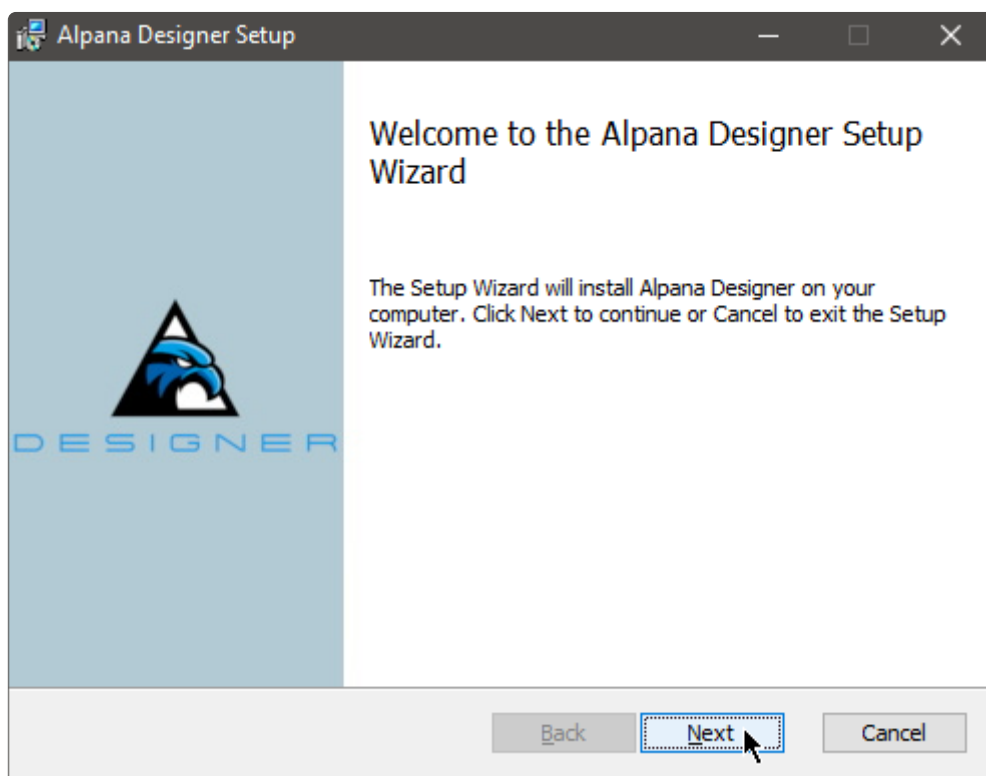 Alpana Designer Setup
Welcome to the Alpana Designer Setup
Wizard
The Setup Wizard will install Alpana Designer on your
computer. Click Next to continue or Cancel to exit the Setup
Wizard.
DESIGNER
Back
Next
Cancel